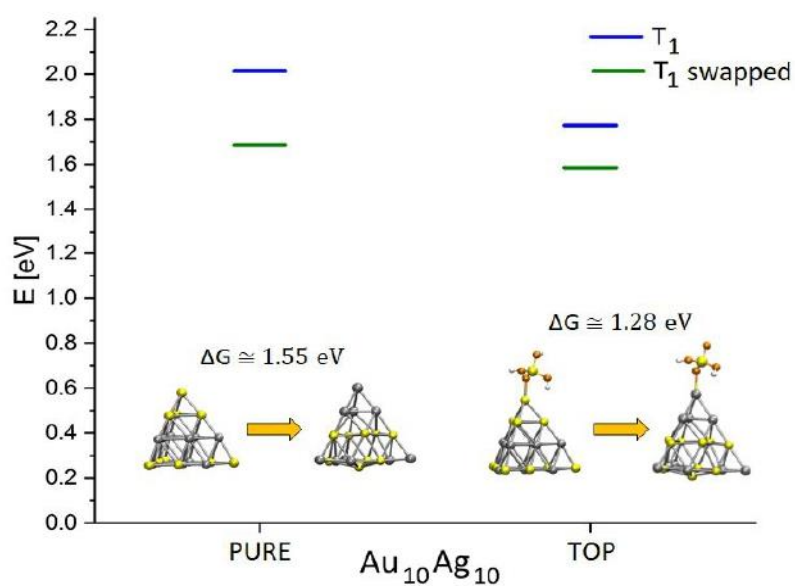 2.2
2.0
1.8
1.6
1.4
1.2
1.0
0.8
0.6
0.4
0.2
0.0
E [eV]
T₁
T₁ swapped
ΔG ≅ 1.55 eV
ΔG ≅ 1.28 eV
PURE
Au₁₀Ag₁₀
TOP